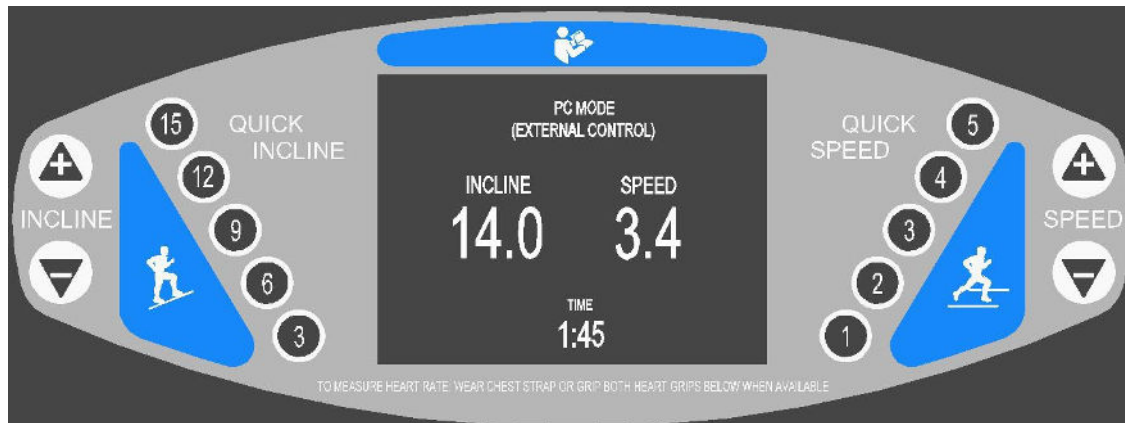 PC MODE
(EXTERNAL CONTROL)
15
QUICK
INCLINE
12
9
6
3
+
INCLINE
−
INCLINE
14.0
SPEED
3.4
TIME
1:45
QUICK
SPEED
5
4
3
2
1
+
SPEED
−
TO MEASURE HEART RATE, WEAR CHEST STRAP OR GRIP BOTH HEART GRIPS BELOW WHEN AVAILABLE